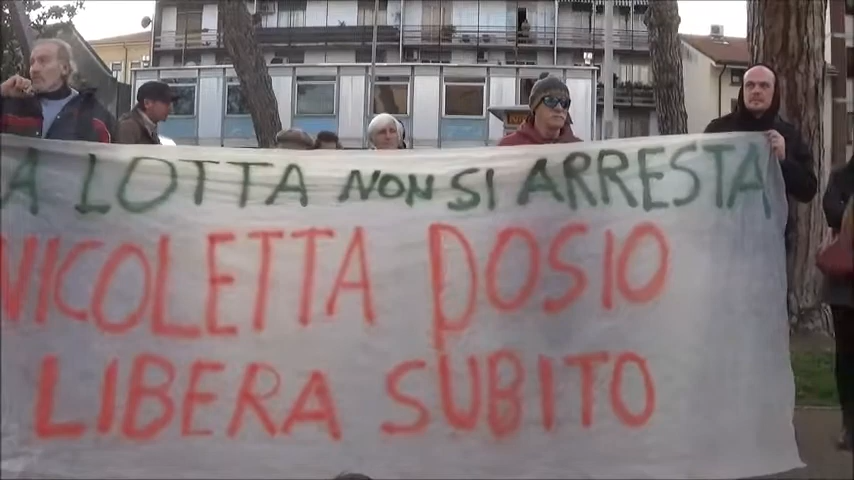 A LOTTA NON SI ARRESTA
NICOLETTA DOSIO
LIBERA SUBITO